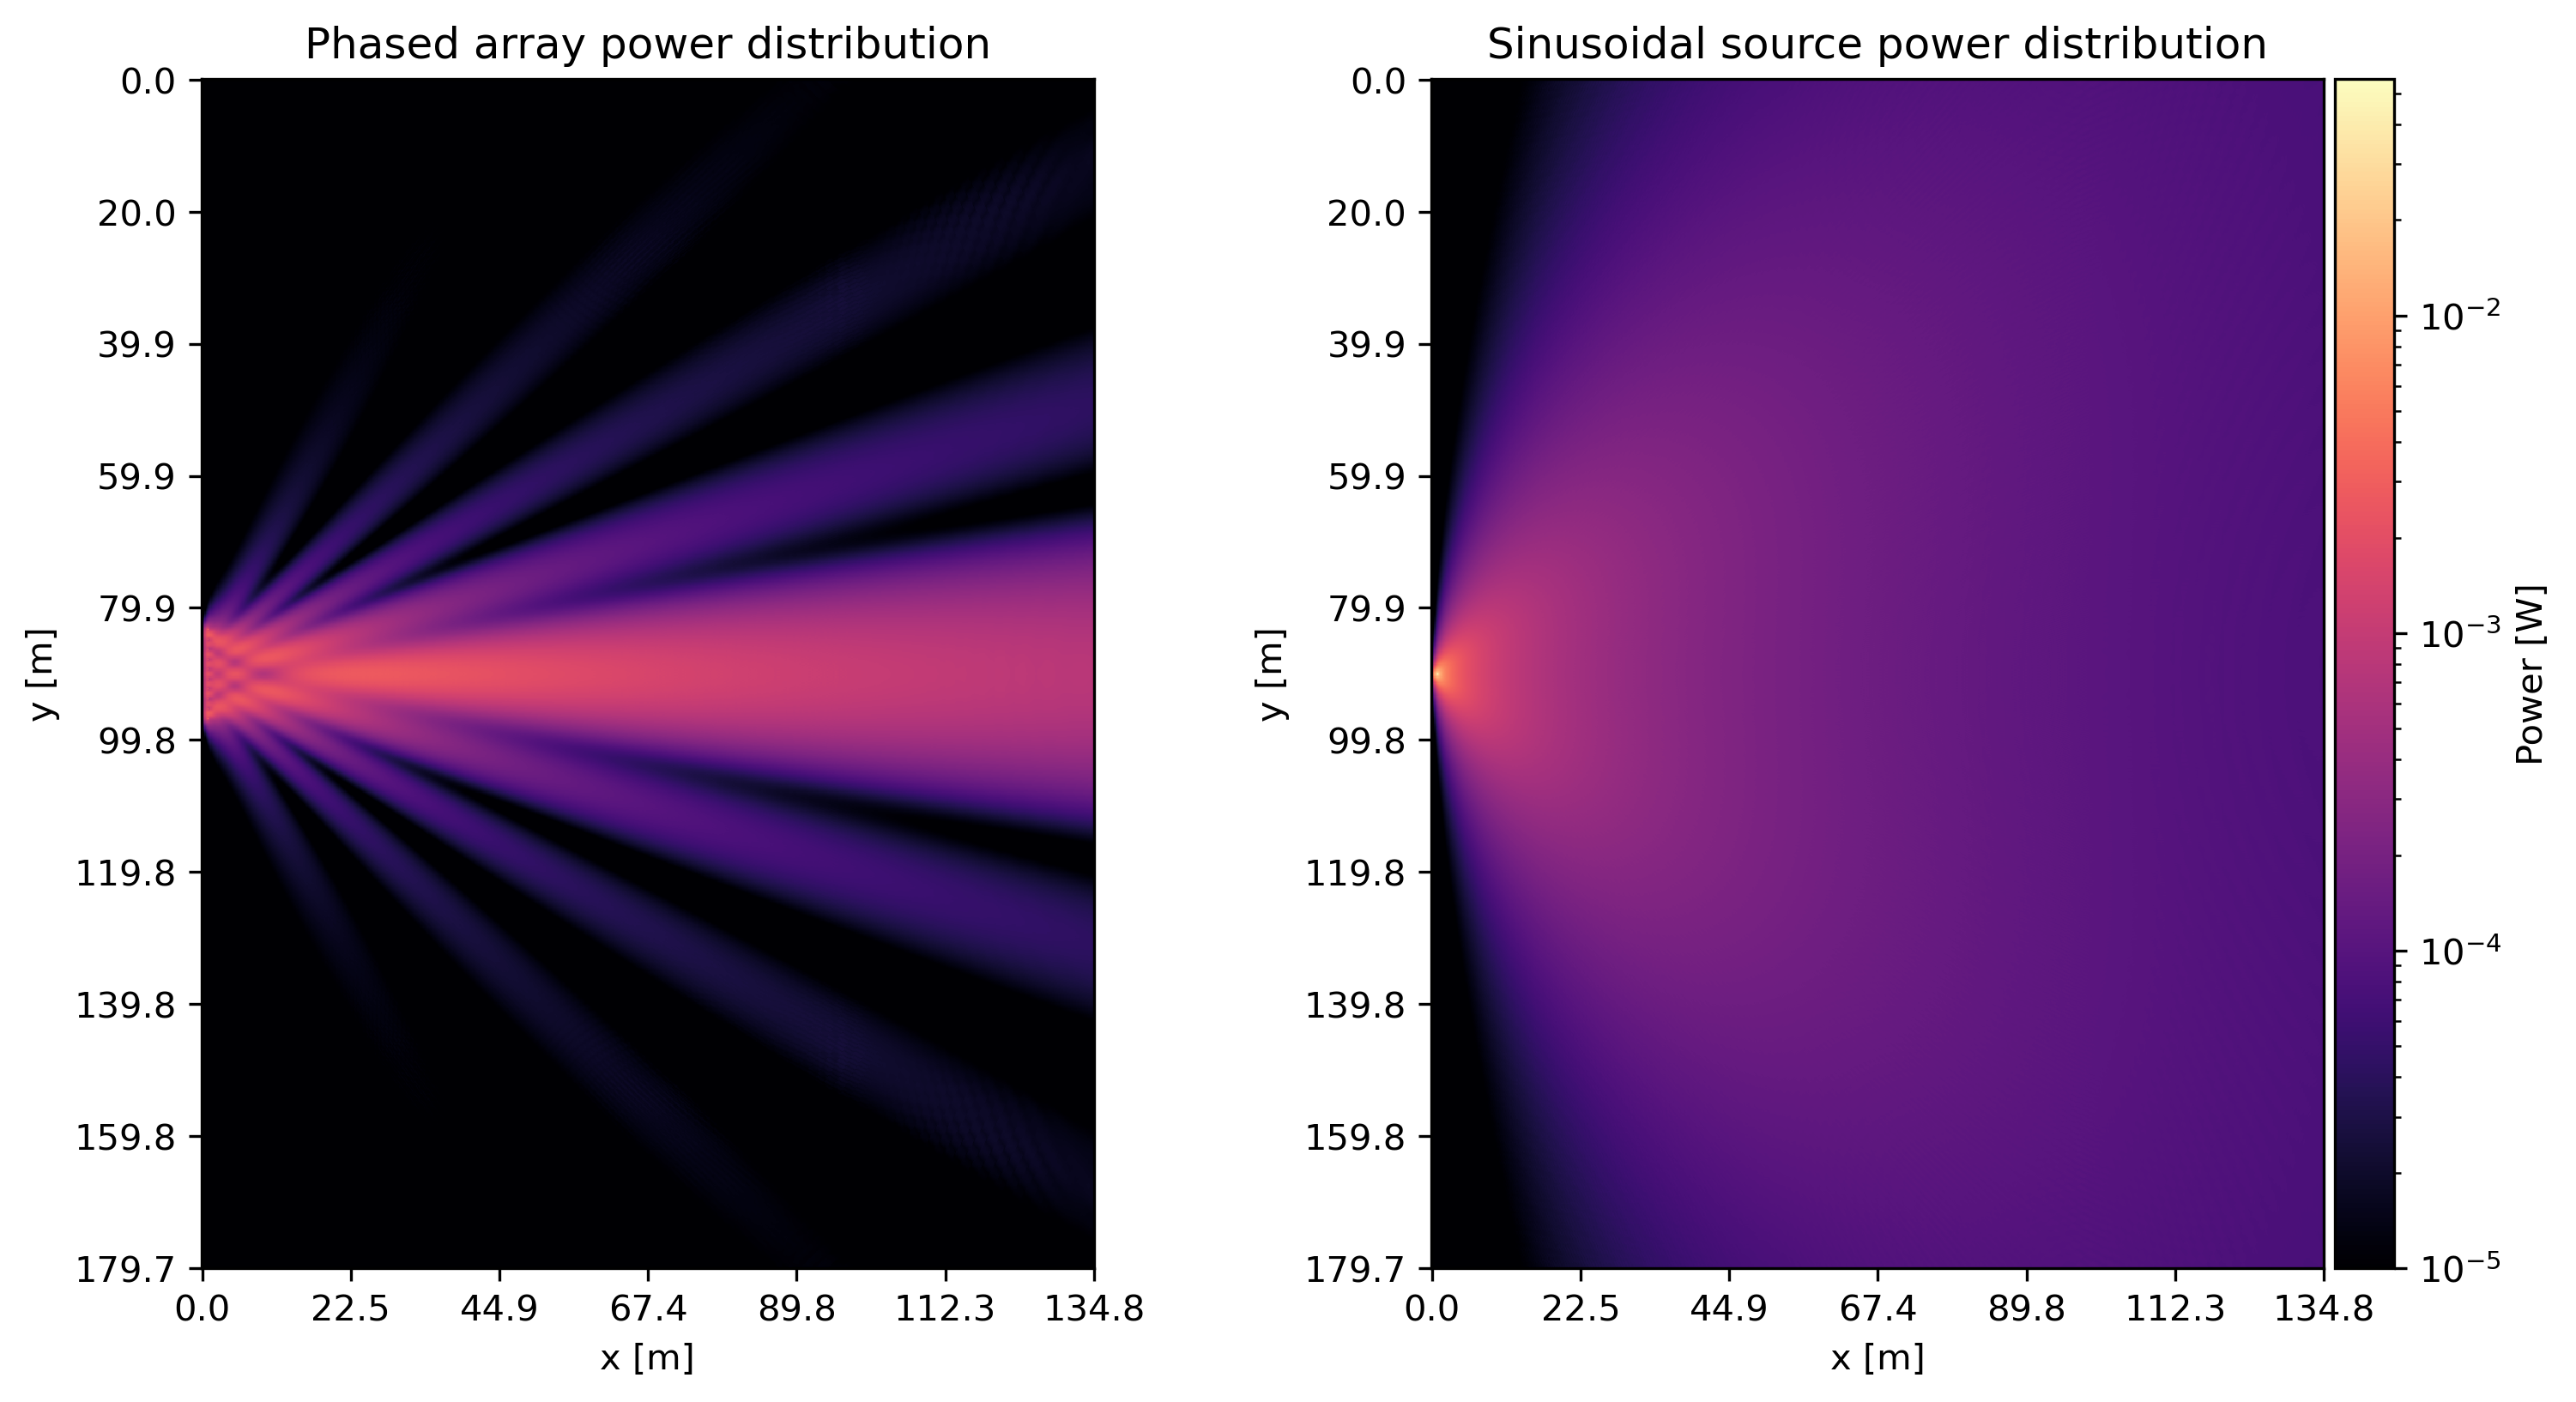 Phased array power distribution
0.0
20.0
39.9
59.9
79.9
99.8
119.8
139.8
159.8
179.7
y [m]
0.0 22.5 44.9 67.4 89.8 112.3 134.8
x [m]
Sinusoidal source power distribution
0.0
20.0
39.9
59.9
79.9
99.8
119.8
139.8
159.8
179.7
y [m]
0.0 22.5 44.9 67.4 89.8 112.3 134.8
x [m]
10⁻²
10⁻³
10⁻⁴
10⁻⁵
Power [W]